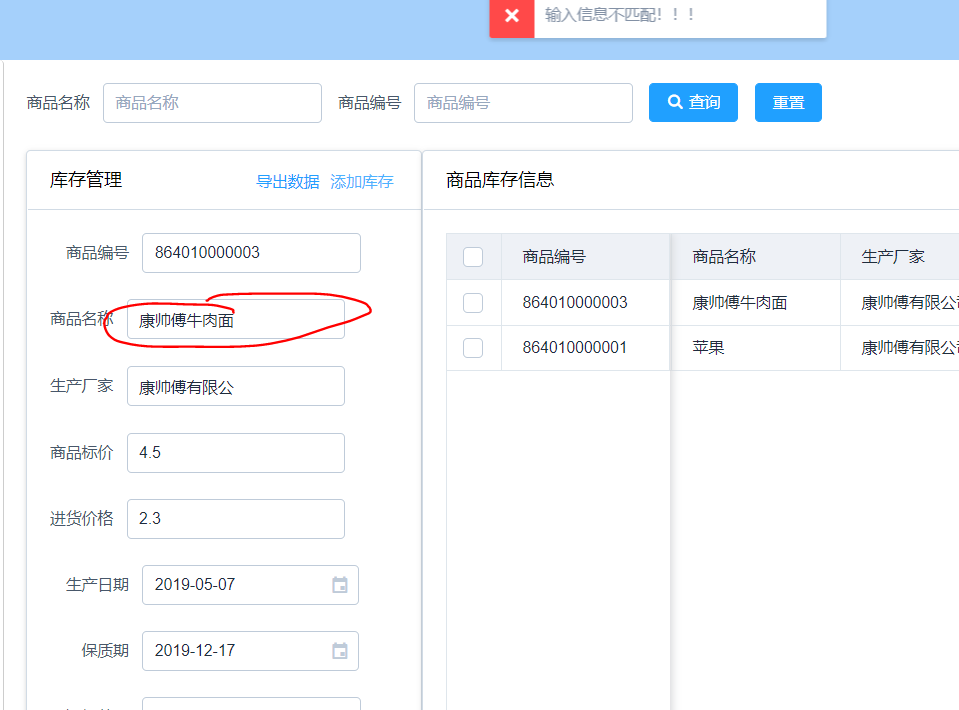 输入信息不匹配！！！
商品名称 商品名称 商品编号 商品编号 查询 重置
库存管理 导出数据 添加库存
商品编号 864010000003
商品名称 康帅傅牛肉面
生产厂家 康帅傅有限公
商品标价 4.5
进货价格 2.3
生产日期 2019-05-07
保质期 2019-12-17
商品库存信息
商品编号 商品名称 生产厂家
864010000003 康帅傅牛肉面 康帅傅有限公司
864010000001 苹果 康帅傅有限公司